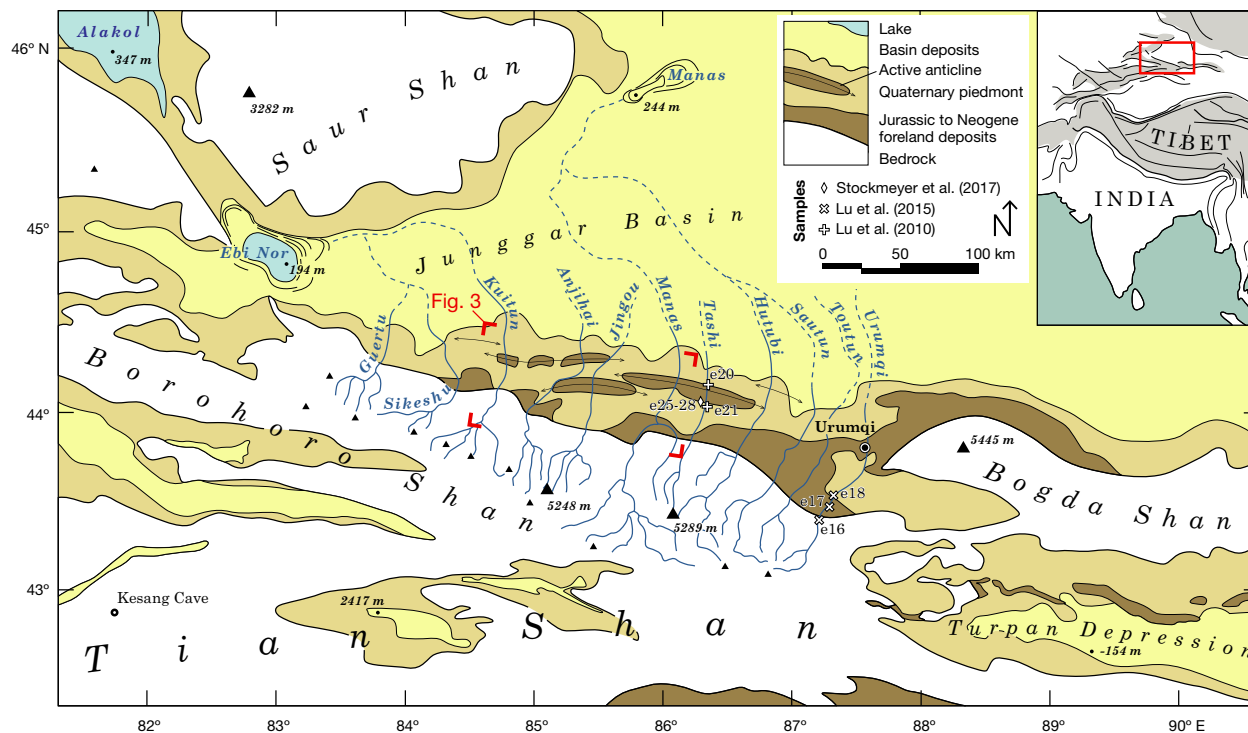 46° N
45°
44°
43°
82°
83°
84°
85°
86°
87°
88°
89°
90° E
Alakol
347 m
3282 m
Saur Shan
Manas
244 m
Junggar Basin
Ebi Nor
194 m
Fig. 3
Guertu
Sikeshu
Kuitun
Anjihai
Jingou
Manas
Tashi
Hutubi
Sautun
Toutun
Urumqi
e20
e25-28
e21
Urumqi
5445 m
Borohoro Shan
Bogda Shan
5248 m
5289 m
e18
e17
e16
Kesang Cave
2417 m
Tian Shan
Turpan Depression
-154 m
Lake
Basin deposits
Active anticline
Quaternary piedmont
Jurassic to Neogene
foreland deposits
Bedrock
Samples
Stockmeyer et al. (2017)
Lu et al. (2015)
Lu et al. (2010)
N
0 50 100 km
TIBET
INDIA